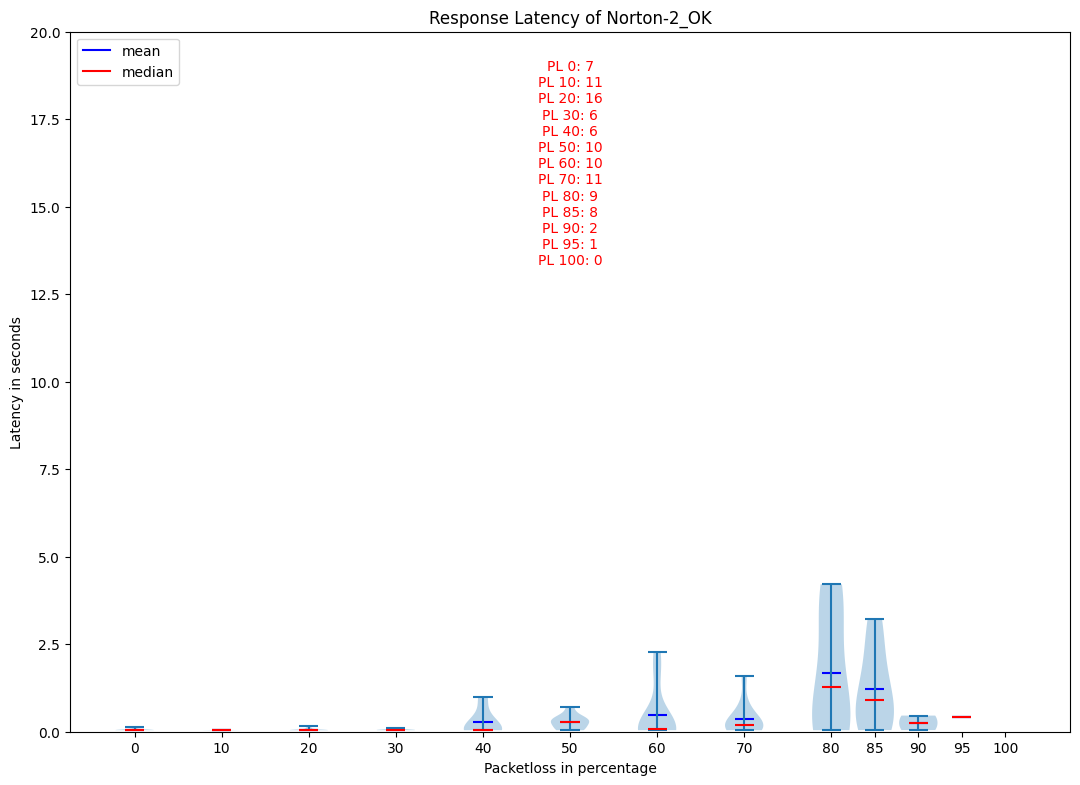 Response Latency of Norton-2_OK
mean
median
PL 0: 7
PL 10: 11
PL 20: 16
PL 30: 6
PL 40: 6
PL 50: 10
PL 60: 10
PL 70: 11
PL 80: 9
PL 85: 8
PL 90: 2
PL 95: 1
PL 100: 0
Latency in seconds
20.0
17.5
15.0
12.5
10.0
7.5
5.0
2.5
0.0
0 10 20 30 40 50 60 70 80 85 90 95 100
Packetloss in percentage